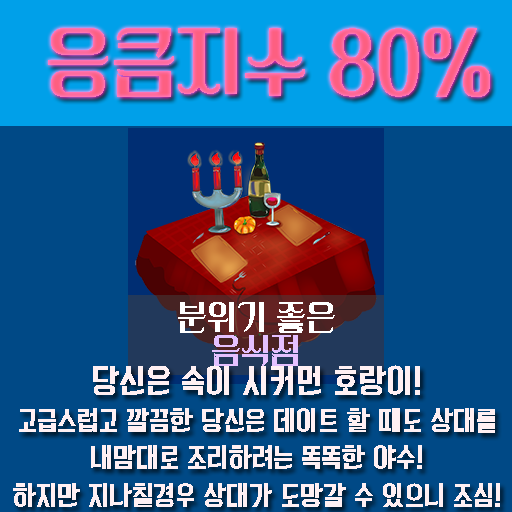 응큼지수 80%
분위기 좋은
음식점
당신은 속이 시커먼 호랑이!
고급스럽고 깔끔한 당신은 데이트 할 때도 상대를
내맘대로 조리하려는 똑똑한 야수!
하지만 지나칠경우 상대가 도망갈 수 있으니 조심!